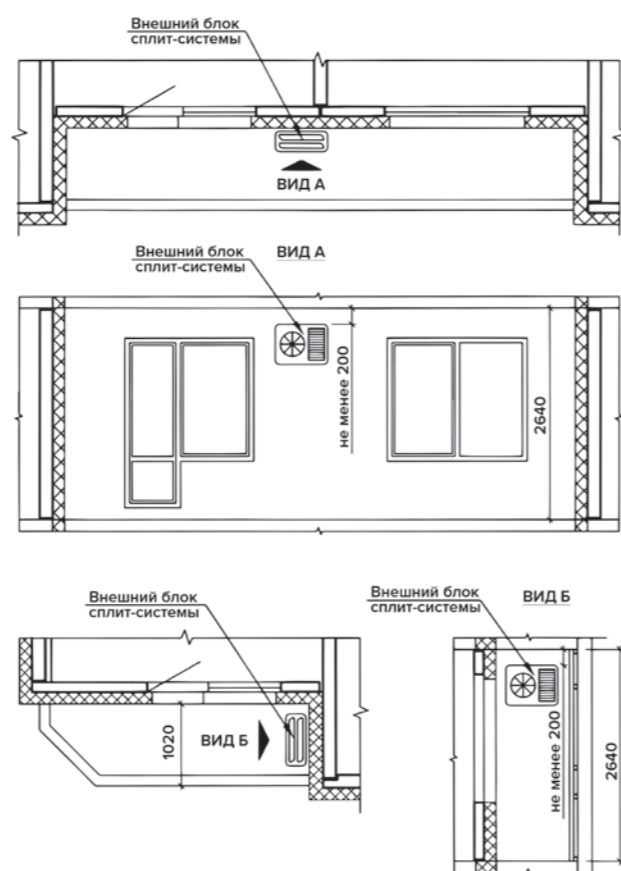 Внешний блок
сплит-системы
ВИД А
Внешний блок
сплит-системы
ВИД А
не менее 200
2640
Внешний блок
сплит-системы
1020
ВИД Б
Внешний блок
сплит-системы
ВИД Б
не менее 200
2640